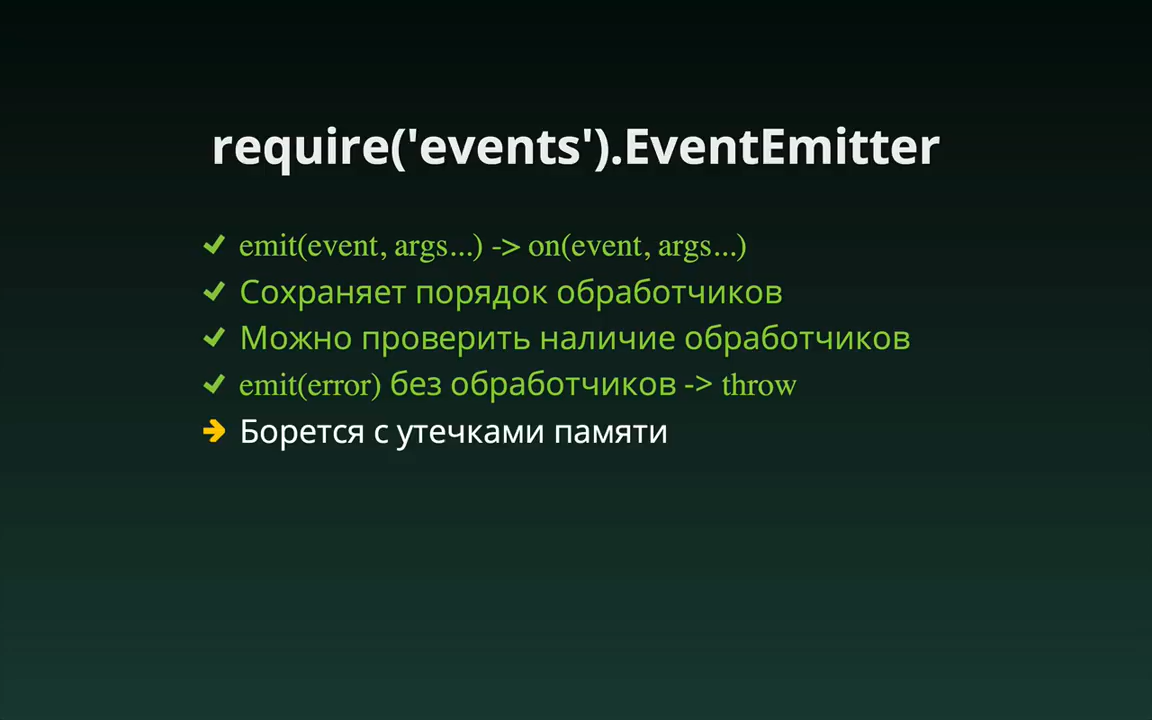 require('events').EventEmitter
emit(event, args...) -> on(event, args...)
Сохраняет порядок обработчиков
Можно проверить наличие обработчиков
emit(error) без обработчиков -> throw
Борется с утечками памяти